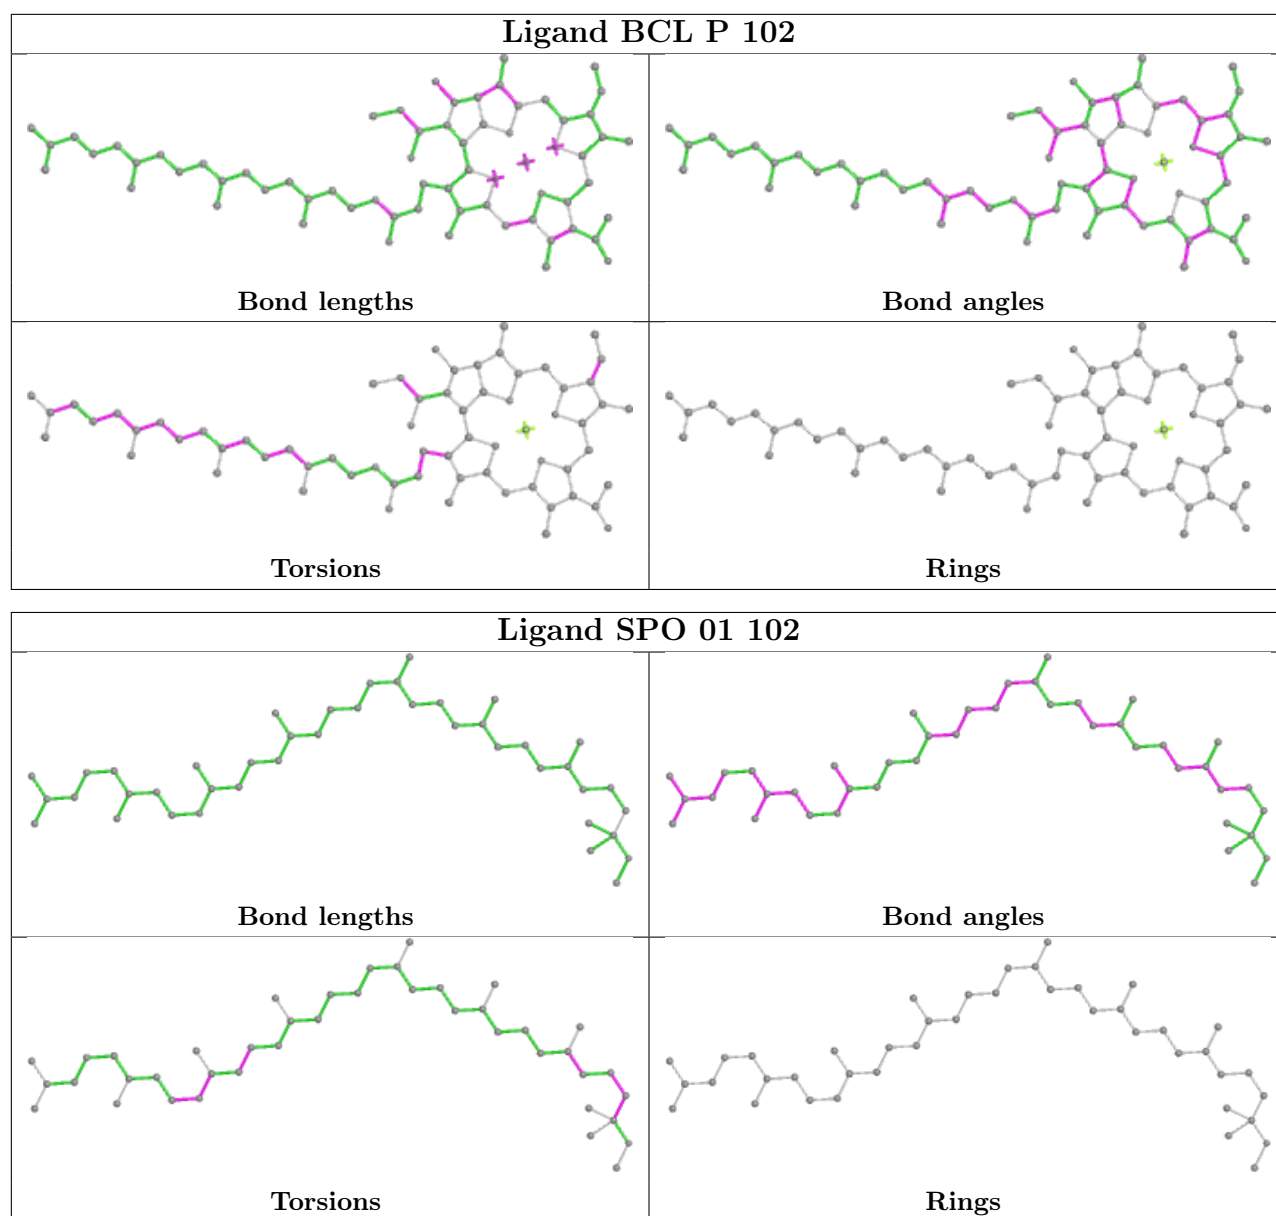 Ligand BCL P 102
Bond lengths
Bond angles
Torsions
Rings
Ligand SPO 01 102
Bond lengths
Bond angles
Torsions
Rings